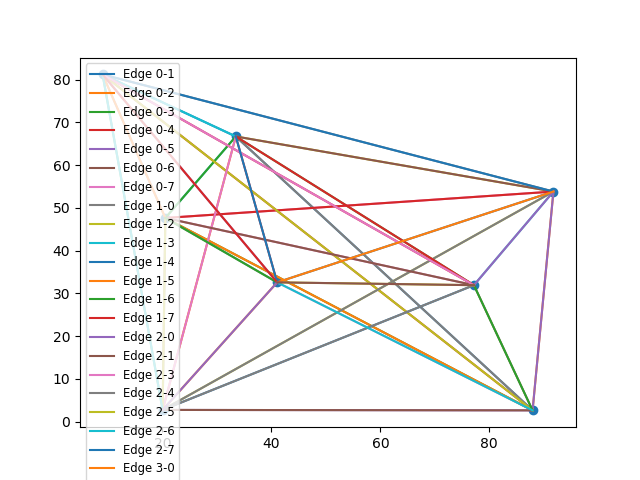 80
70
60
50
40
30
20
10
0
20
40
60
80
Edge 0-1
Edge 0-2
Edge 0-3
Edge 0-4
Edge 0-5
Edge 0-6
Edge 0-7
Edge 1-0
Edge 1-2
Edge 1-3
Edge 1-4
Edge 1-5
Edge 1-6
Edge 1-7
Edge 2-0
Edge 2-1
Edge 2-3
Edge 2-4
Edge 2-5
Edge 2-6
Edge 2-7
Edge 3-0